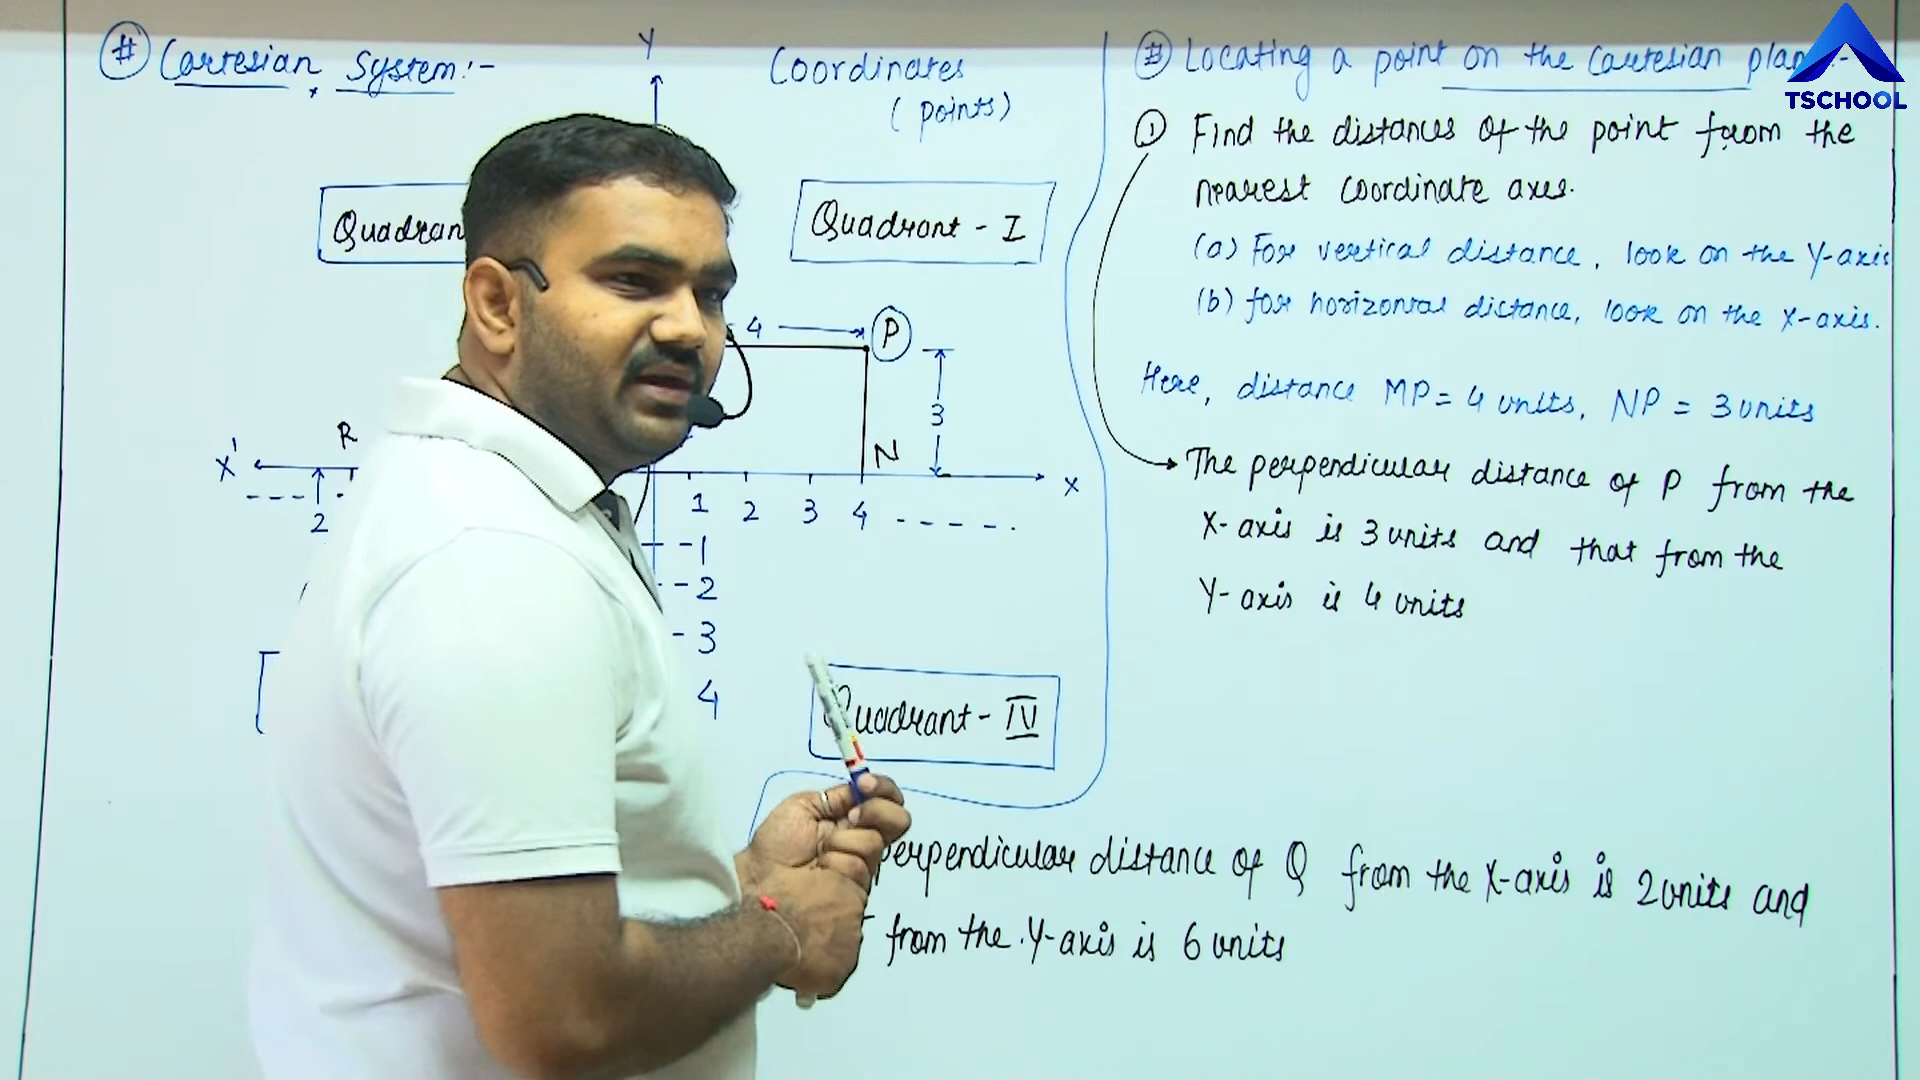 # Cartesian System:-
Y
Coordinates
(points)
Quadran
Quadrant - I
4
P
3
R
N
X'
X
2
1 2 3 4 - - - - -
-1
-2
-3
4
Quadrant - IV
# Locating a point on the Cartesian plan :-
TSCHOOL
① Find the distances of the point from the
nearest coordinate axes.
(a) For vertical distance, look on the Y-axis
(b) for horizontal distance, look on the X-axis.
Here, distance MP = 4 units, NP = 3 units
The perpendicular distance of P from the
X-axis is 3 units and that from the
Y-axis is 4 units
perpendicular distance of Q from the X-axis is 2 units and
from the Y-axis is 6 units